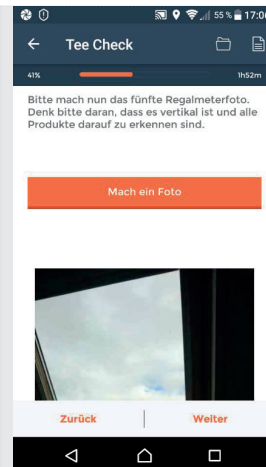 55 % 17:00
Tee Check
41%
1h52m
Bitte mach nun das fünfte Regalmeterfoto.
Denk bitte daran, dass es vertikal ist und alle
Produkte darauf zu erkennen sind.
Mach ein Foto
Zurück
Weiter